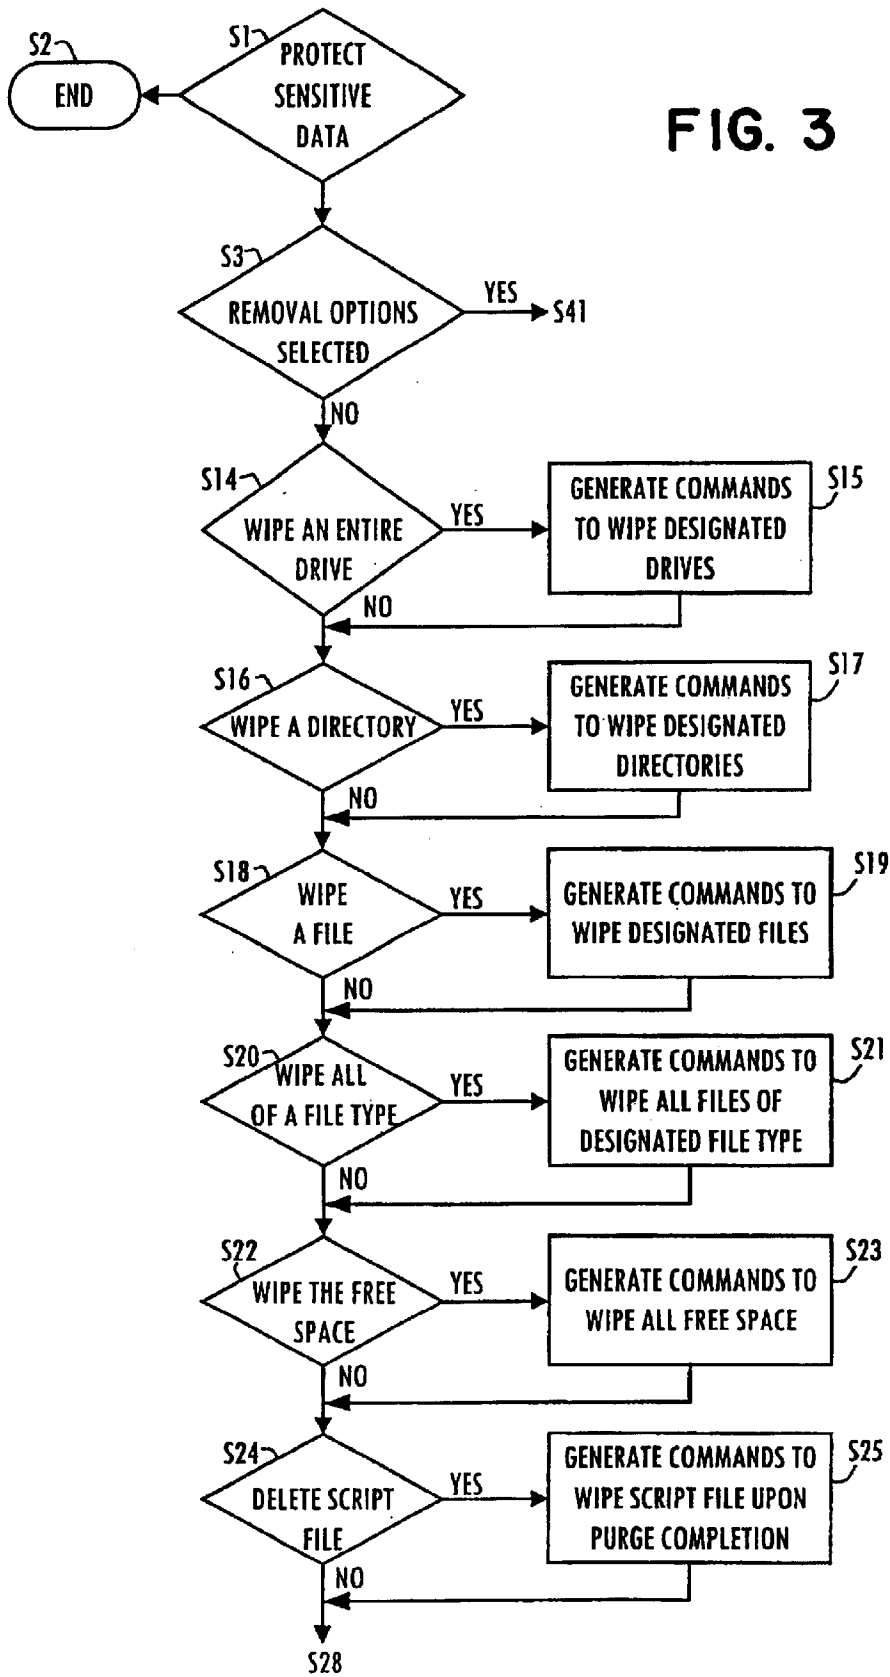 S2
END
S1
PROTECT
SENSITIVE
DATA
FIG. 3
S3
REMOVAL OPTIONS
SELECTED
YES
S41
NO
S14
WIPE AN ENTIRE
DRIVE
YES
GENERATE COMMANDS
TO WIPE DESIGNATED
DRIVES
S15
NO
S16
WIPE A DIRECTORY
YES
GENERATE COMMANDS
TO WIPE DESIGNATED
DIRECTORIES
S17
NO
S18
WIPE
A FILE
YES
GENERATE COMMANDS TO
WIPE DESIGNATED FILES
S19
NO
S20
WIPE ALL
OF A FILE TYPE
YES
GENERATE COMMANDS TO
WIPE ALL FILES OF
DESIGNATED FILE TYPE
S21
NO
S22
WIPE THE FREE
SPACE
YES
GENERATE COMMANDS TO
WIPE ALL FREE SPACE
S23
NO
S24
DELETE SCRIPT
FILE
YES
GENERATE COMMANDS TO
WIPE SCRIPT FILE UPON
PURGE COMPLETION
S25
NO
S28